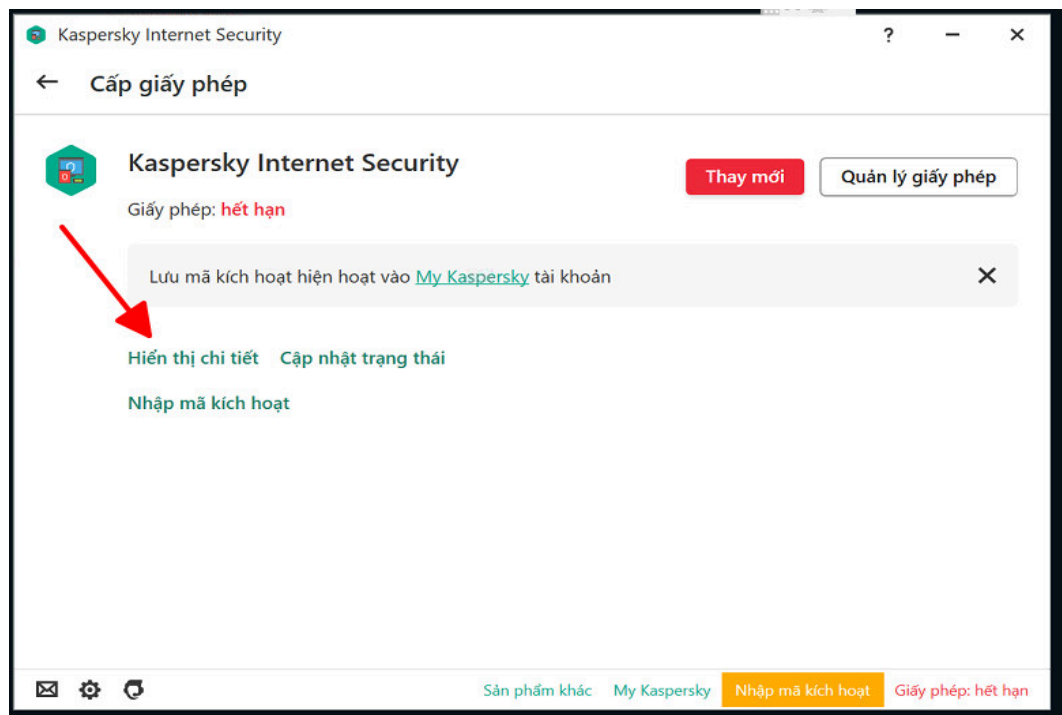 Kaspersky Internet Security ?
Cấp giấy phép
Kaspersky Internet Security
Thay mới Quản lý giấy phép
Giấy phép: hết hạn
Lưu mã kích hoạt hiện hoạt vào My Kaspersky tài khoản
Hiển thị chi tiết Cập nhật trạng thái
Nhập mã kích hoạt
Sản phẩm khác My Kaspersky Nhập mã kích hoạt Giấy phép: hết hạn